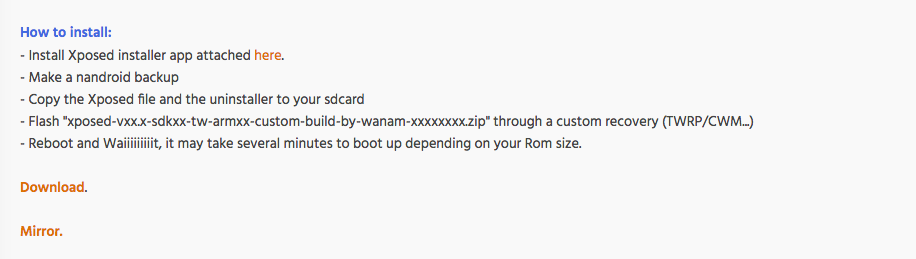 How to install:
- Install Xposed installer app attached here.
- Make a nandroid backup
- Copy the Xposed file and the uninstaller to your sdcard
- Flash "xposed-vxx.x-sdkxx-tw-armxx-custom-build-by-wanam-xxxxxxxx.zip" through a custom recovery (TWRP/CWM...)
- Reboot and Waiiiiiiiiit, it may take several minutes to boot up depending on your Rom size.
Download.
Mirror.